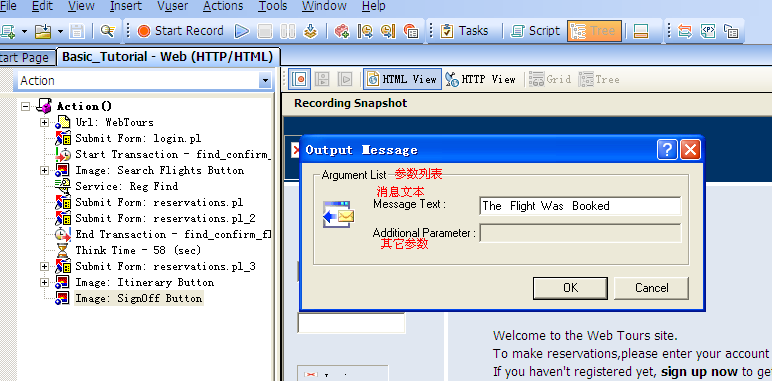 File Edit View Insert Vuser Actions Tools Window Help
Start Record Tasks Script Tree
tart Page Basic_Tutorial - Web (HTTP/HTML)
Action
HTML View HTTP View Grid Tree
Recording Snapshot
Action()
Url: WebTours
Submit Form: login.pl
Start Transaction - find_confirm_
Image: Search Flights Button
Service: Reg Find
Submit Form: reservations.pl
Submit Form: reservations.pl_2
End Transaction - find_confirm_f
Think Time - 58 (sec)
Submit Form: reservations.pl_3
Image: Itinerary Button
Image: SignOff Button
Output Message
Argument List 参数列表
消息文本
Message Text : The Flight Was Booked
Additional Parameter :
其它参数
OK Cancel
Welcome to the Web Tours site.
To make reservations,please enter your account
If you haven't registered yet, sign up now to ge